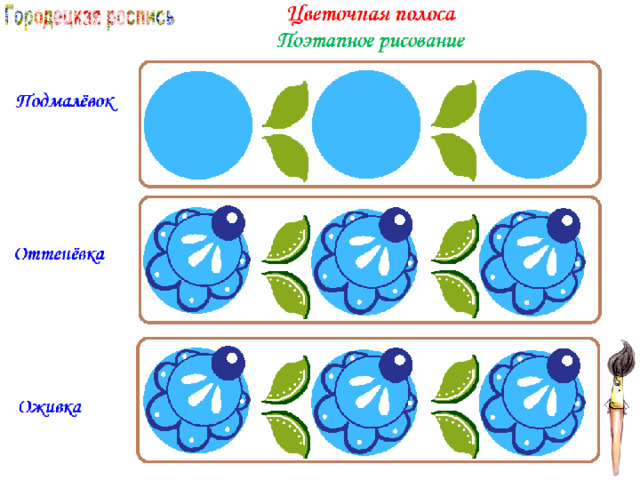 Городецкая роспись
Цветочная полоса
Поэтапное рисование
Подмалёвок
Оттенёвка
Оживка